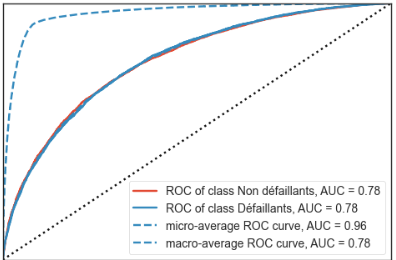 ROC of class Non défaillants, AUC = 0.78
ROC of class Défaillants, AUC = 0.78
micro-average ROC curve, AUC = 0.96
macro-average ROC curve, AUC = 0.78